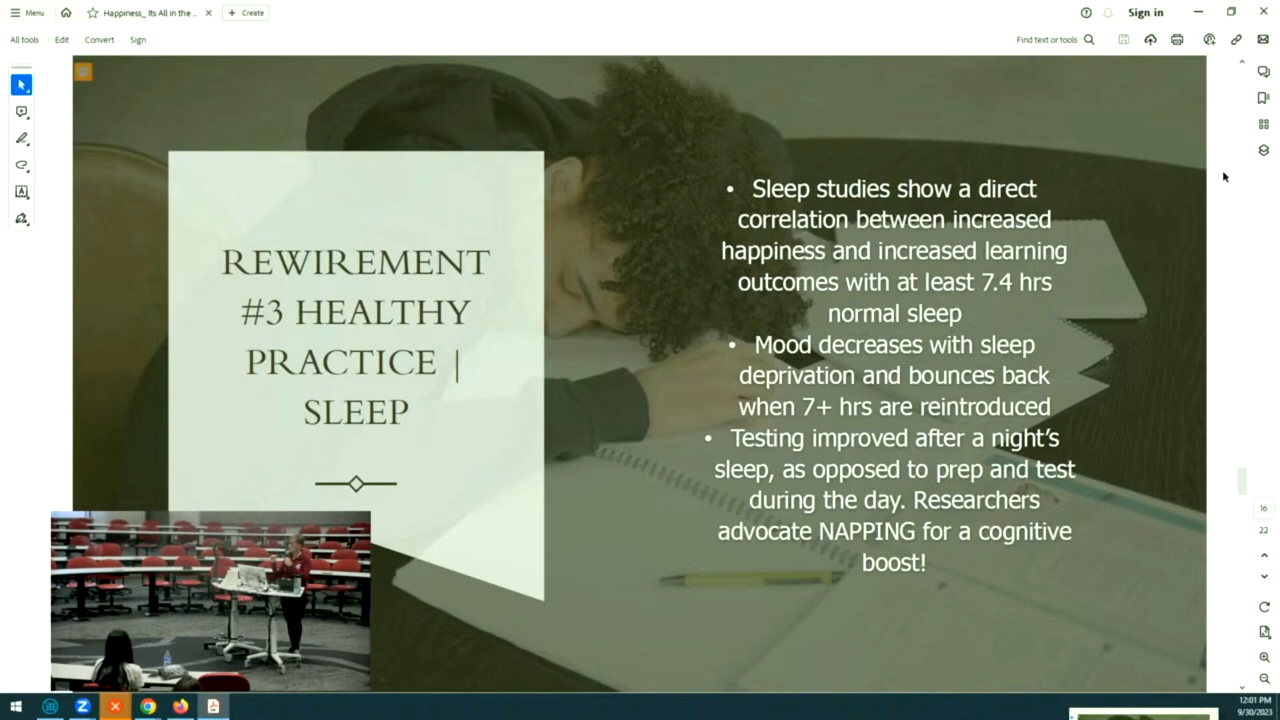 Menu
Happiness_ Its All in the ..
Create
Sign in
All tools
Edit
Convert
Sign
Find text or tools
REWIREMENT
#3 HEALTHY
PRACTICE |
SLEEP
• Sleep studies show a direct
correlation between increased
happiness and increased learning
outcomes with at least 7.4 hrs
normal sleep
• Mood decreases with sleep
deprivation and bounces back
when 7+ hrs are reintroduced
• Testing improved after a night's
sleep, as opposed to prep and test
during the day. Researchers
advocate NAPPING for a cognitive
boost!
16
22
12:01 PM
9/30/2023